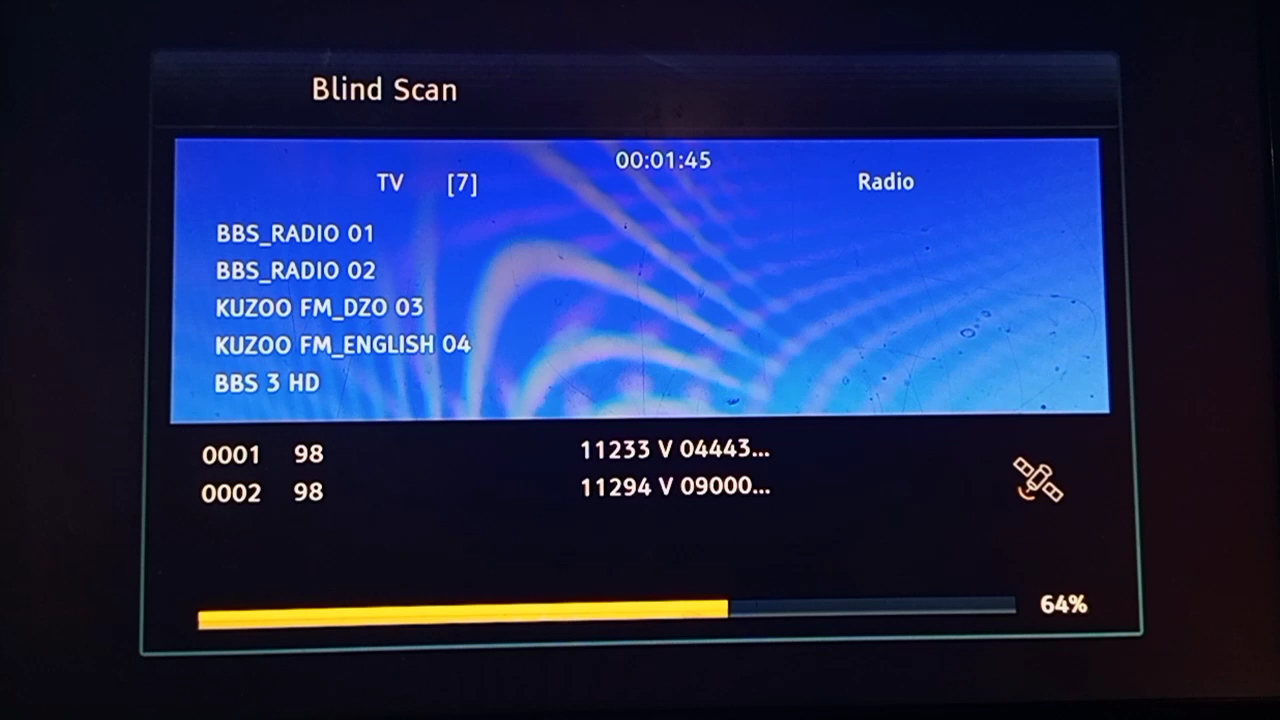 Blind Scan
00:01:45
TV [7] Radio
BBS_RADIO 01
BBS_RADIO 02
KUZOO FM_DZO 03
KUZOO FM_ENGLISH 04
BBS 3 HD
0001 98 11233 V 04443...
0002 98 11294 V 09000...
64%